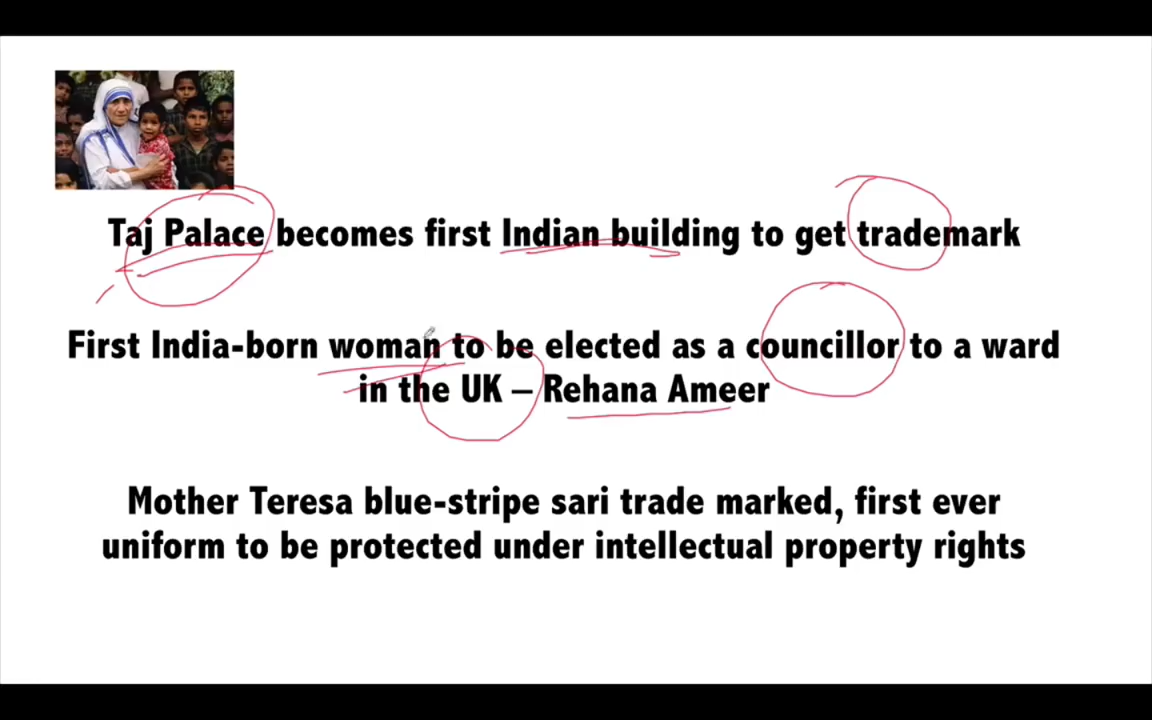 Taj Palace becomes first Indian building to get trademark
First India-born woman to be elected as a councillor to a ward
in the UK – Rehana Ameer
Mother Teresa blue-stripe sari trade marked, first ever
uniform to be protected under intellectual property rights